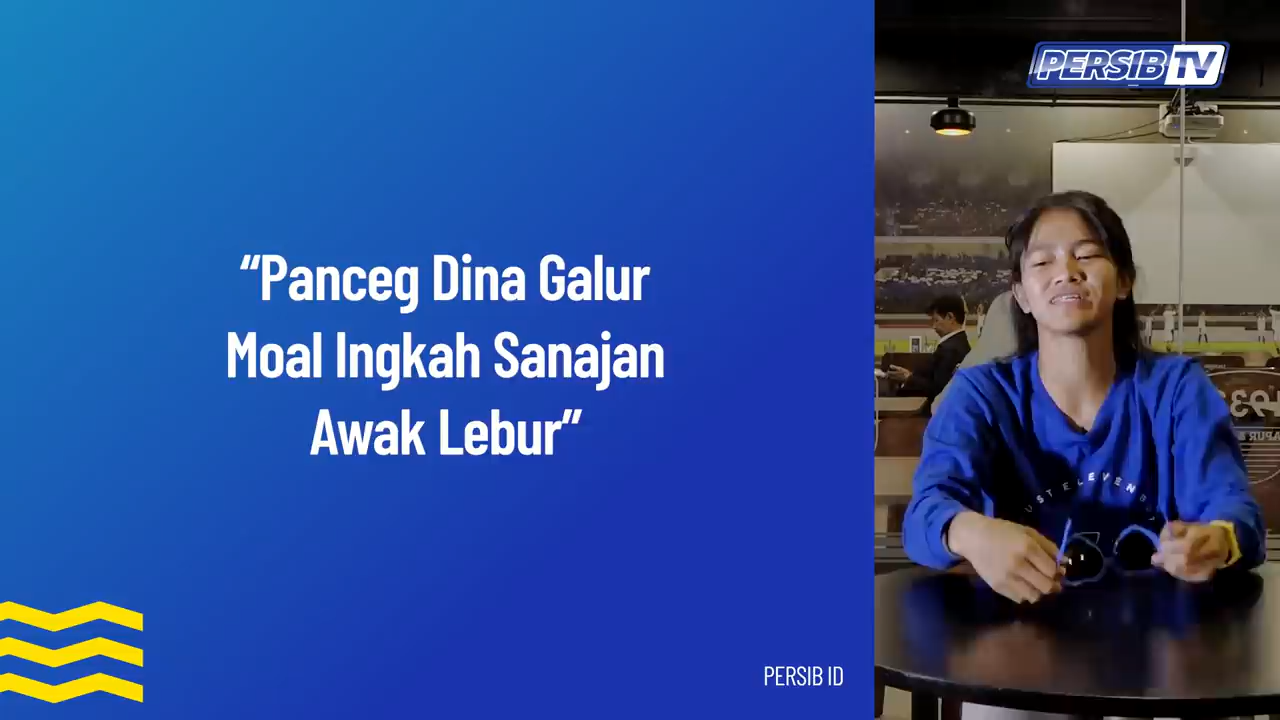 PERSIB TV
“Panceg Dina Galur
Moal Ingkah Sanajan
Awak Lebur”
PERSIB ID